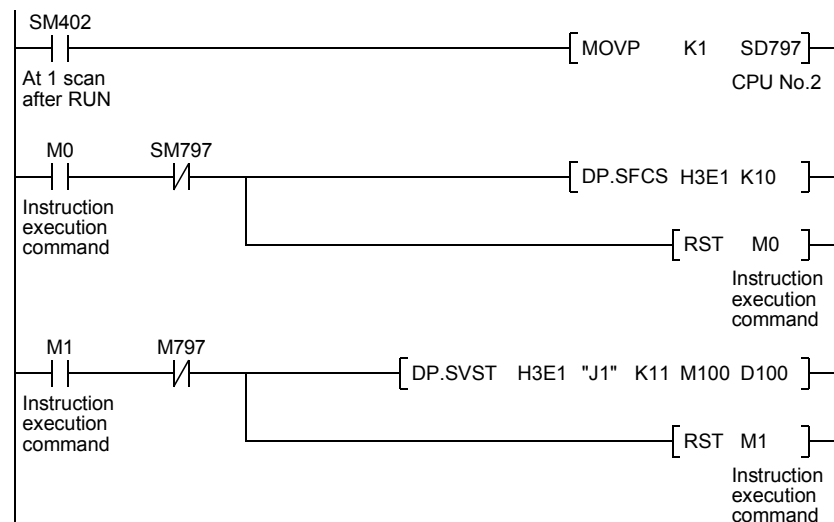 SM402
MOVP K1 SD797
At 1 scan
after RUN
CPU No.2
M0 SM797
DP.SFCS H3E1 K10
Instruction
execution
command
RST M0
Instruction
execution
command
M1 M797
DP.SVST H3E1 "J1" K11 M100 D100
Instruction
execution
command
RST M1
Instruction
execution
command